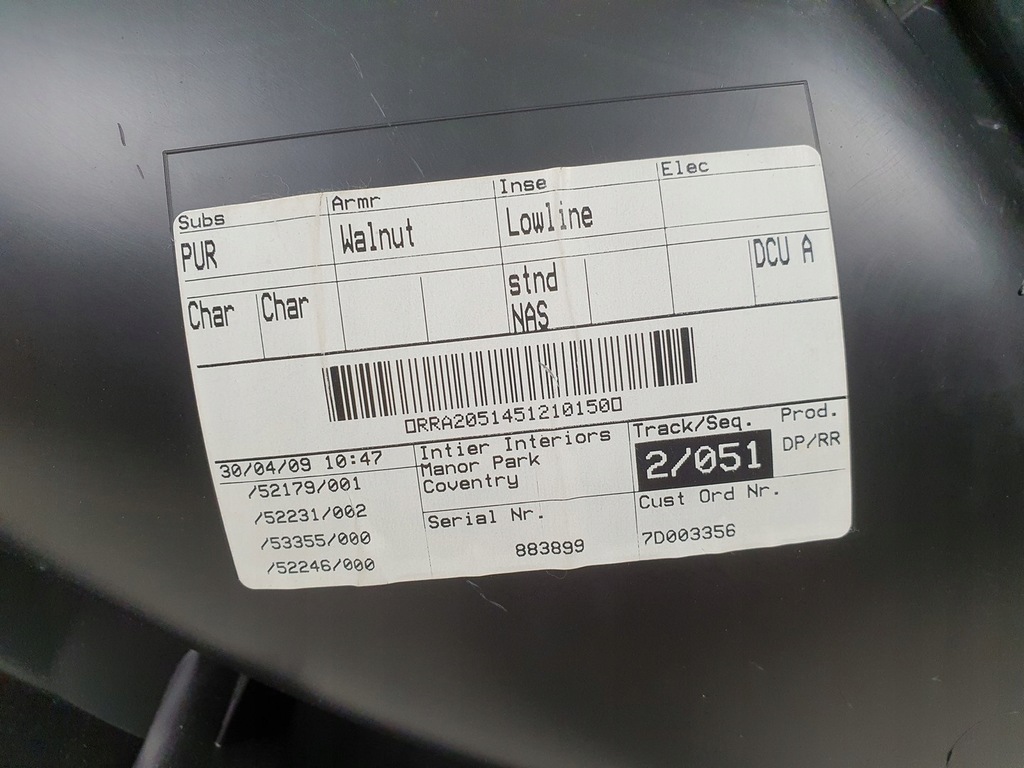 Subs Armr Inse Elec
PUR Walnut Lowline
Char Char stnd DCU A
NAS
▯RRA2051451210150▯
30/04/09 10:47
/52179/001
/52231/002
/53355/000
/52246/000
Intier Interiors
Manor Park
Coventry
Serial Nr.
883899
Track/Seq.
2/051
Prod.
DP/RR
Cust Ord Nr.
7D003356